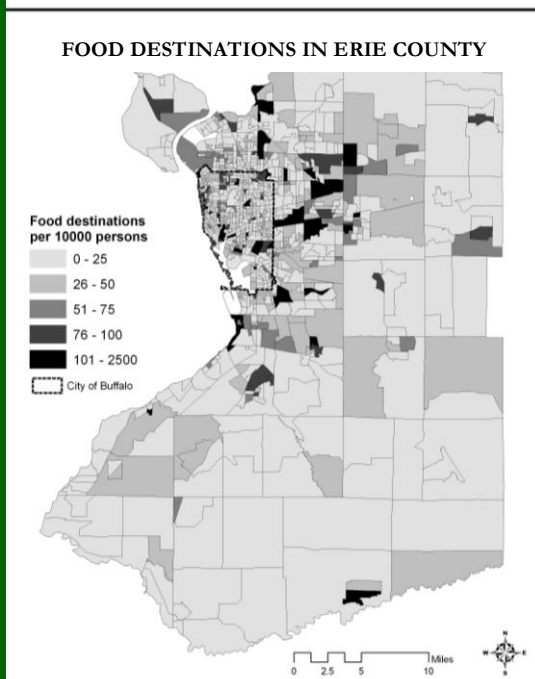 FOOD DESTINATIONS IN ERIE COUNTY
Food destinations
per 10000 persons
0 - 25
26 - 50
51 - 75
76 - 100
101 - 2500
City of Buffalo
Miles
0 2.5 5 10
N
W E
S